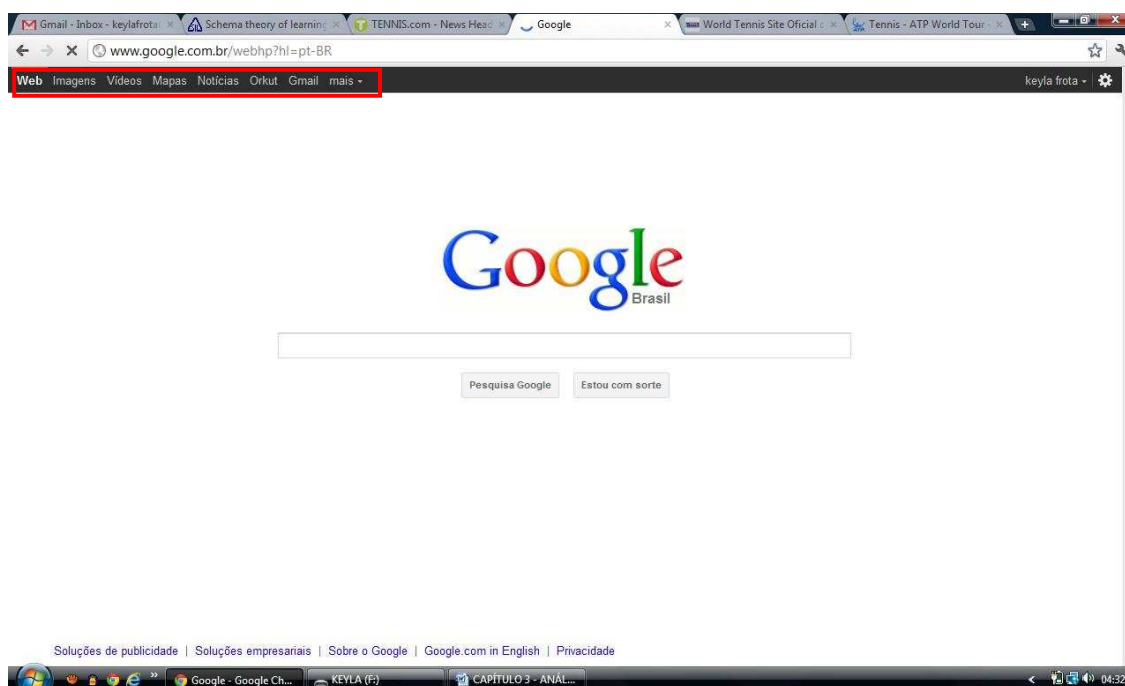 Gmail - Inbox - keylafrota Schema theory of learning TENNIS.com - News Head Google World Tennis Site Oficial Tennis - ATP World Tour -
www.google.com.br/webhp?hl=pt-BR
Web Imagens Vídeos Mapas Notícias Orkut Gmail mais keyla frota
Google
Brasil
Pesquisa Google Estou com sorte
Soluções de publicidade | Soluções empresariais | Sobre o Google | Google.com in English | Privacidade
Google - Google Ch... KEYLA (F:) CAPÍTULO 3 - ANÁL... 04:32